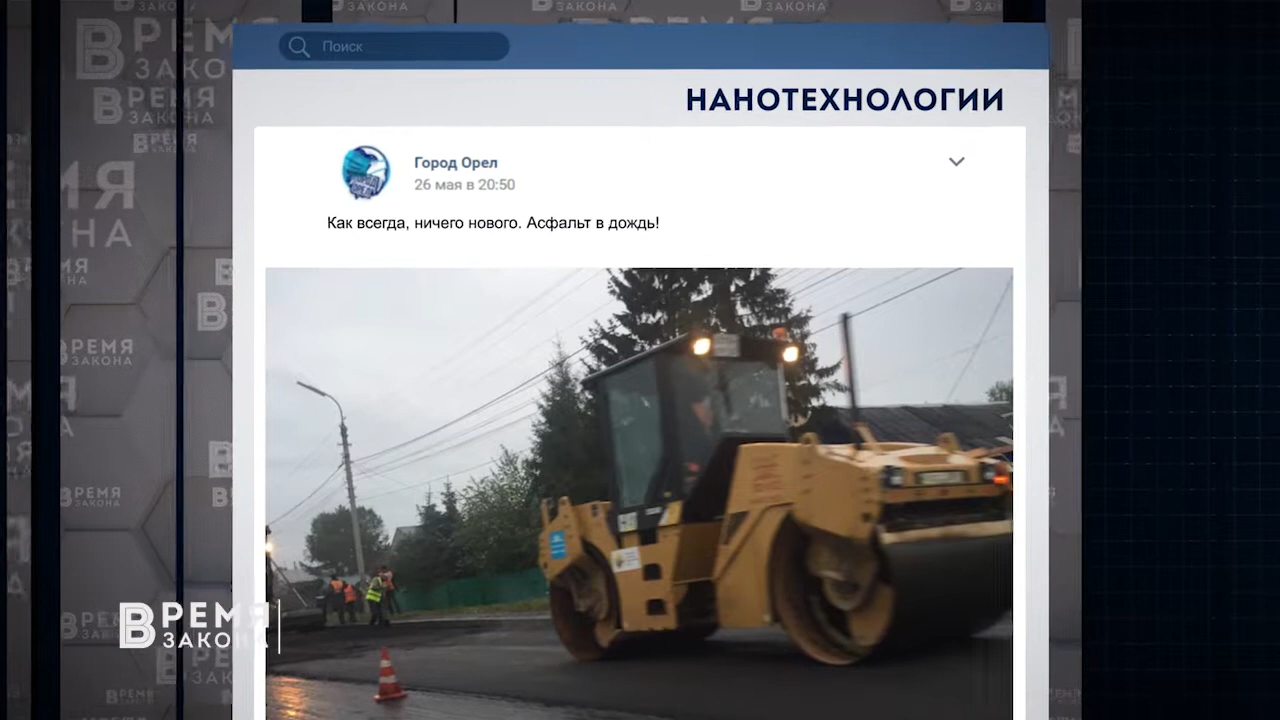 Поиск
НАНОТЕХНОЛОГИИ
Город Орел
26 мая в 20:50
Как всегда, ничего нового. Асфальт в дождь!
ВРЕМЯ
ЗАКОНА